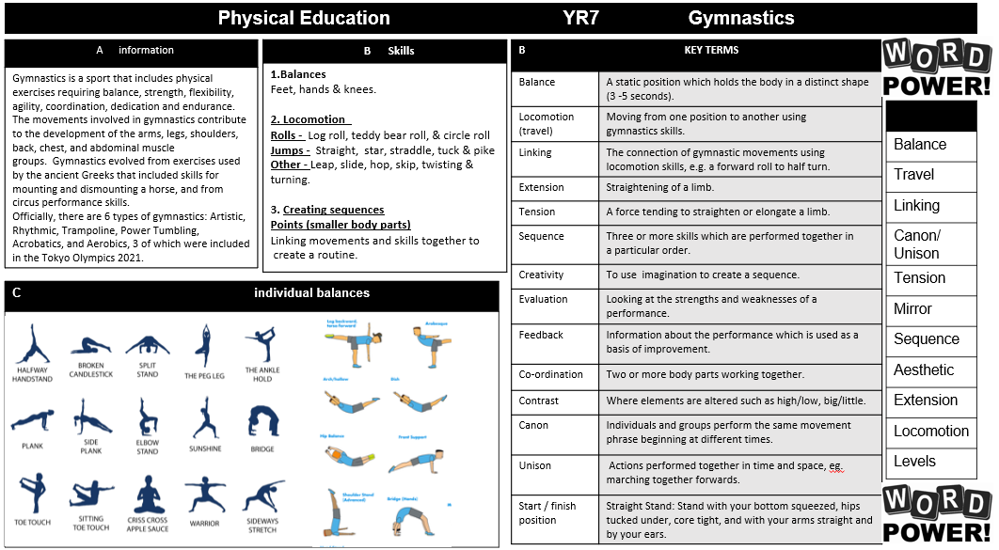 Physical Education YR7 Gymnastics
A information
Gymnastics is a sport that includes physical
exercises requiring balance, strength, flexibility,
agility, coordination, dedication and endurance.
The movements involved in gymnastics contribute
to the development of the arms, legs, shoulders,
back, chest, and abdominal muscle
groups. Gymnastics evolved from exercises used
by the ancient Greeks that included skills for
mounting and dismounting a horse, and from
circus performance skills.
Officially, there are 6 types of gymnastics: Artistic,
Rhythmic, Trampoline, Power Tumbling,
Acrobatics, and Aerobics, 3 of which were included
in the Tokyo Olympics 2021.
B Skills
1.Balances
Feet, hands & knees.
2. Locomotion
Rolls - Log roll, teddy bear roll, & circle roll
Jumps - Straight, star, straddle, tuck & pike
Other - Leap, slide, hop, skip, twisting &
turning.
3. Creating sequences
Points (smaller body parts)
Linking movements and skills together to
create a routine.
B KEY TERMS
Balance
A static position which holds the body in a distinct shape
(3 -5 seconds).
Locomotion
(travel)
Moving from one position to another using
gymnastics skills.
Linking
The connection of gymnastic movements using
locomotion skills, e.g. a forward roll to half turn.
Extension
Straightening of a limb.
Tension
A force tending to straighten or elongate a limb.
Sequence
Three or more skills which are performed together in
a particular order.
Creativity
To use imagination to create a sequence.
Evaluation
Looking at the strengths and weaknesses of a
performance.
Feedback
Information about the performance which is used as a
basis of improvement.
Co-ordination
Two or more body parts working together.
Contrast
Where elements are altered such as high/low, big/little.
Canon
Individuals and groups perform the same movement
phrase beginning at different times.
Unison
Actions performed together in time and space, eg.
marching together forwards.
Start / finish
position
Straight Stand: Stand with your bottom squeezed, hips
tucked under, core tight, and with your arms straight and
by your ears.
WORD
POWER!
Balance
Travel
Linking
Canon/
Unison
Tension
Mirror
Sequence
Aesthetic
Extension
Locomotion
Levels
WORD
POWER!
C individual balances
HALFWAY
HANDSTAND
BROKEN
CANDLESTICK
SPLIT
STAND
THE PEG LEG
THE ANKLE
HOLD
PLANK
SIDE
PLANK
ELBOW
STAND
SUNSHINE
BRIDGE
TOE TOUCH
SITTING
TOE TOUCH
CRISS CROSS
APPLE SAUCE
WARRIOR
SIDEWAYS
STRETCH
Leg backward,
torso forward
Arabesque
Arch/hollow
Dish
Hip Balance
Front Support
Shoulder Stand
(Advanced)
Bridge (Hands)